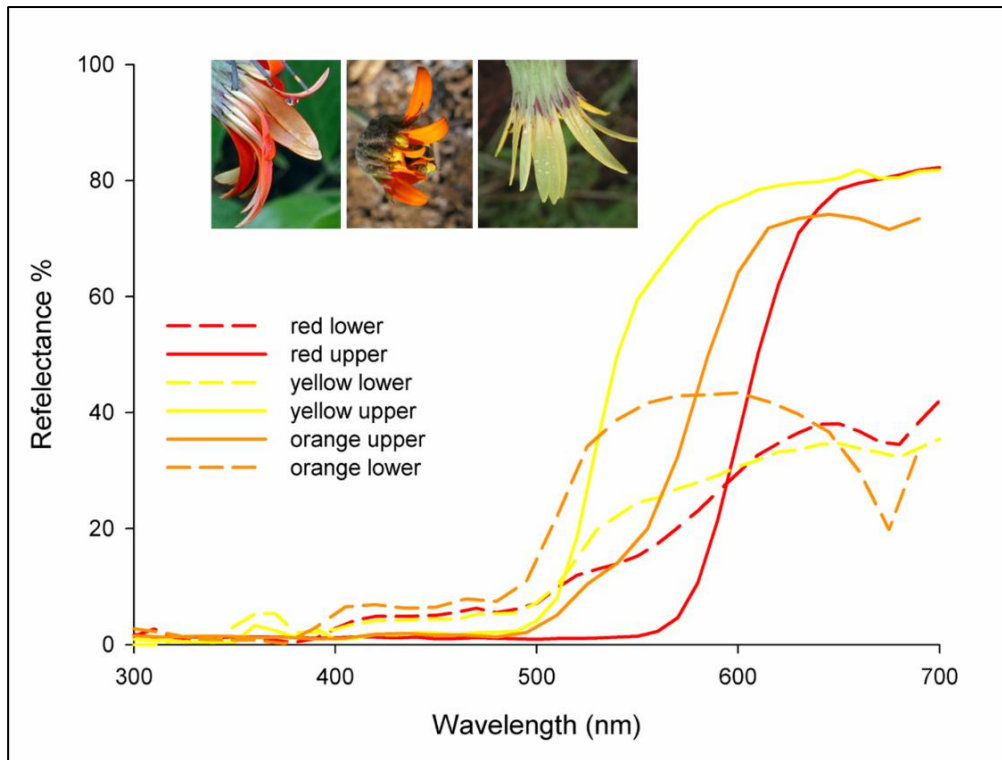 100
80
60
40
20
0
Refelectance %
red lower
red upper
yellow lower
yellow upper
orange upper
orange lower
300 400 500 600 700
Wavelength (nm)